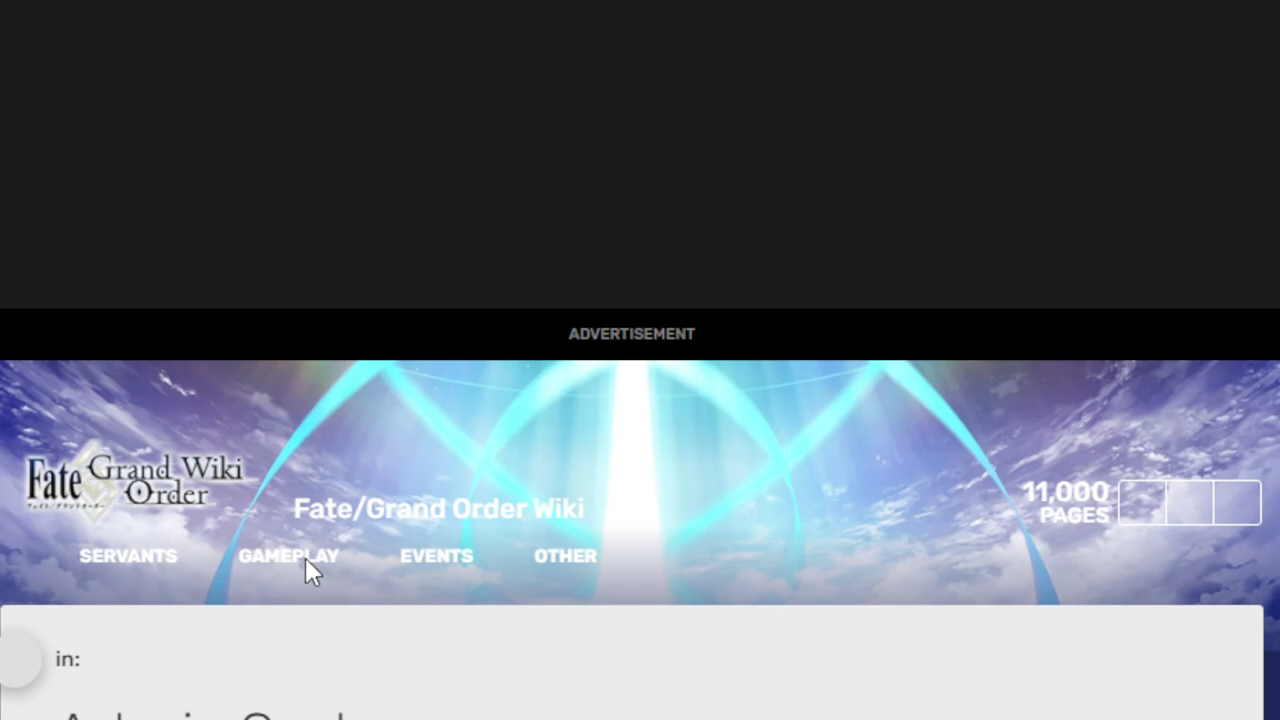 ADVERTISEMENT
Fate Grand Wiki
Order
Fate/Grand Order Wiki
11,000
PAGES
SERVANTS GAMEPLAY EVENTS OTHER
in: